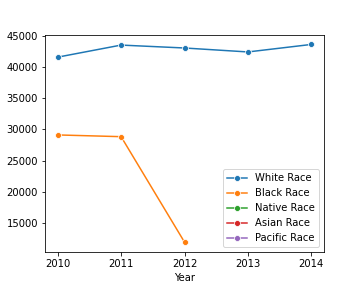 45000
40000
35000
30000
25000
20000
15000
White Race
Black Race
Native Race
Asian Race
Pacific Race
2010 2011 2012 2013 2014
Year